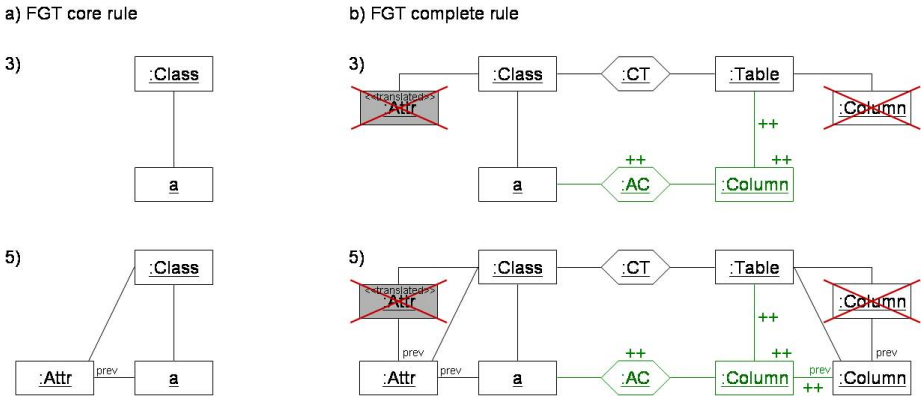 a) FGT core rule
b) FGT complete rule
3)
:Class
a
3)
:Class
:CT
:Table
<<translated>>
:Attr
:Column
++
++
++
a
:AC
:Column
5)
:Class
:Attr
prev
a
5)
:Class
:CT
:Table
<<translated>>
:Attr
:Column
++
prev
++
++
prev
:Attr
prev
a
:AC
:Column
prev
++
:Column